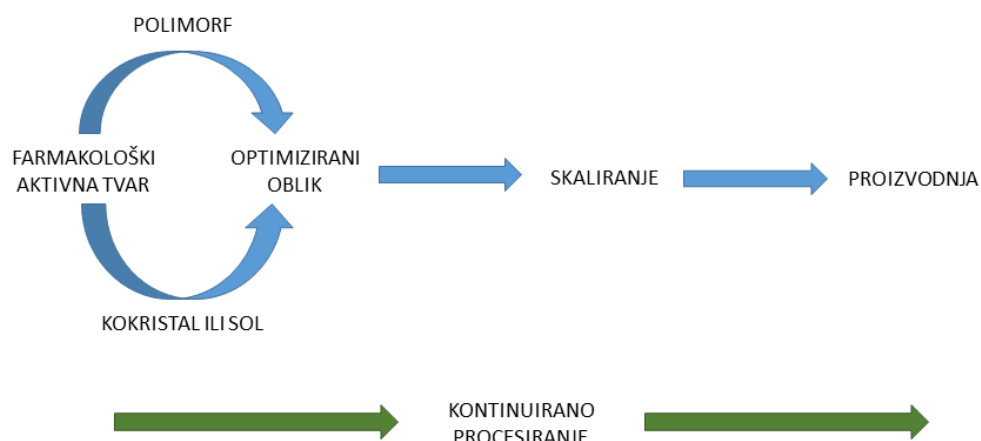 POLIMORF
FARMAKOLOŠKI
AKTIVNA TVAR
OPTIMIZIRANI
OBLIK
SKALIRANJE
PROIZVODNJA
KOKRISTAL ILI SOL
KONTINUIRANO
PROCESIRANJE